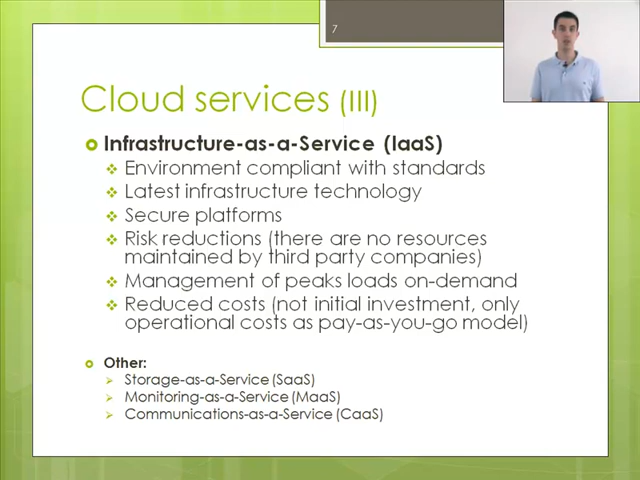 7
Cloud services (III)
Infrastructure-as-a-Service (IaaS)
Environment compliant with standards
Latest infrastructure technology
Secure platforms
Risk reductions (there are no resources
maintained by third party companies)
Management of peaks loads on-demand
Reduced costs (not initial investment, only
operational costs as pay-as-you-go model)
Other:
Storage-as-a-Service (SaaS)
Monitoring-as-a-Service (MaaS)
Communications-as-a-Service (CaaS)